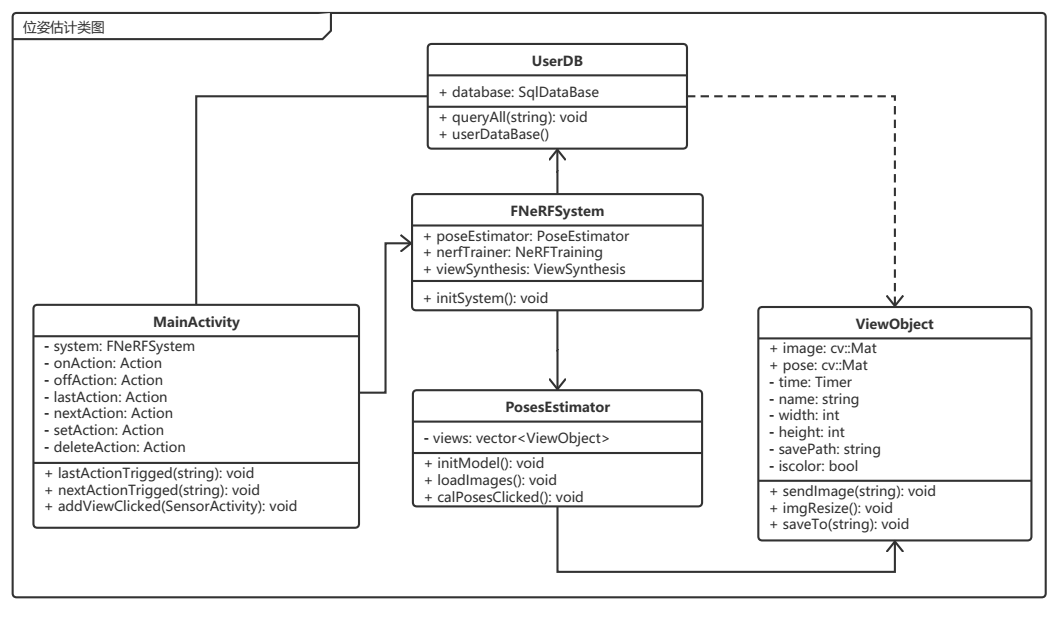 位姿估计类图
UserDB
+ database: SqlDataBase
+ queryAll(string): void
+ userDataBase()
FNeRFSystem
+ poseEstimator: PoseEstimator
+ nerfTrainer: NeRFTraining
+ viewSynthesis: ViewSynthesis
+ initSystem(): void
MainActivity
- system: FNeRFSystem
- onAction: Action
- offAction: Action
- lastAction: Action
- nextAction: Action
- setAction: Action
- deleteAction: Action
+ lastActionTrigged(string): void
+ nextActionTrigged(string): void
+ addViewClicked(SensorActivity): void
PosesEstimator
- views: vector<ViewObject>
+ initModel(): void
+ loadImages(): void
+ calPosesClicked(): void
ViewObject
+ image: cv::Mat
+ pose: cv::Mat
- time: Timer
- name: string
- width: int
- height: int
- savePath: string
- iscolor: bool
+ sendImage(string): void
+ imgResize(): void
+ saveTo(string): void